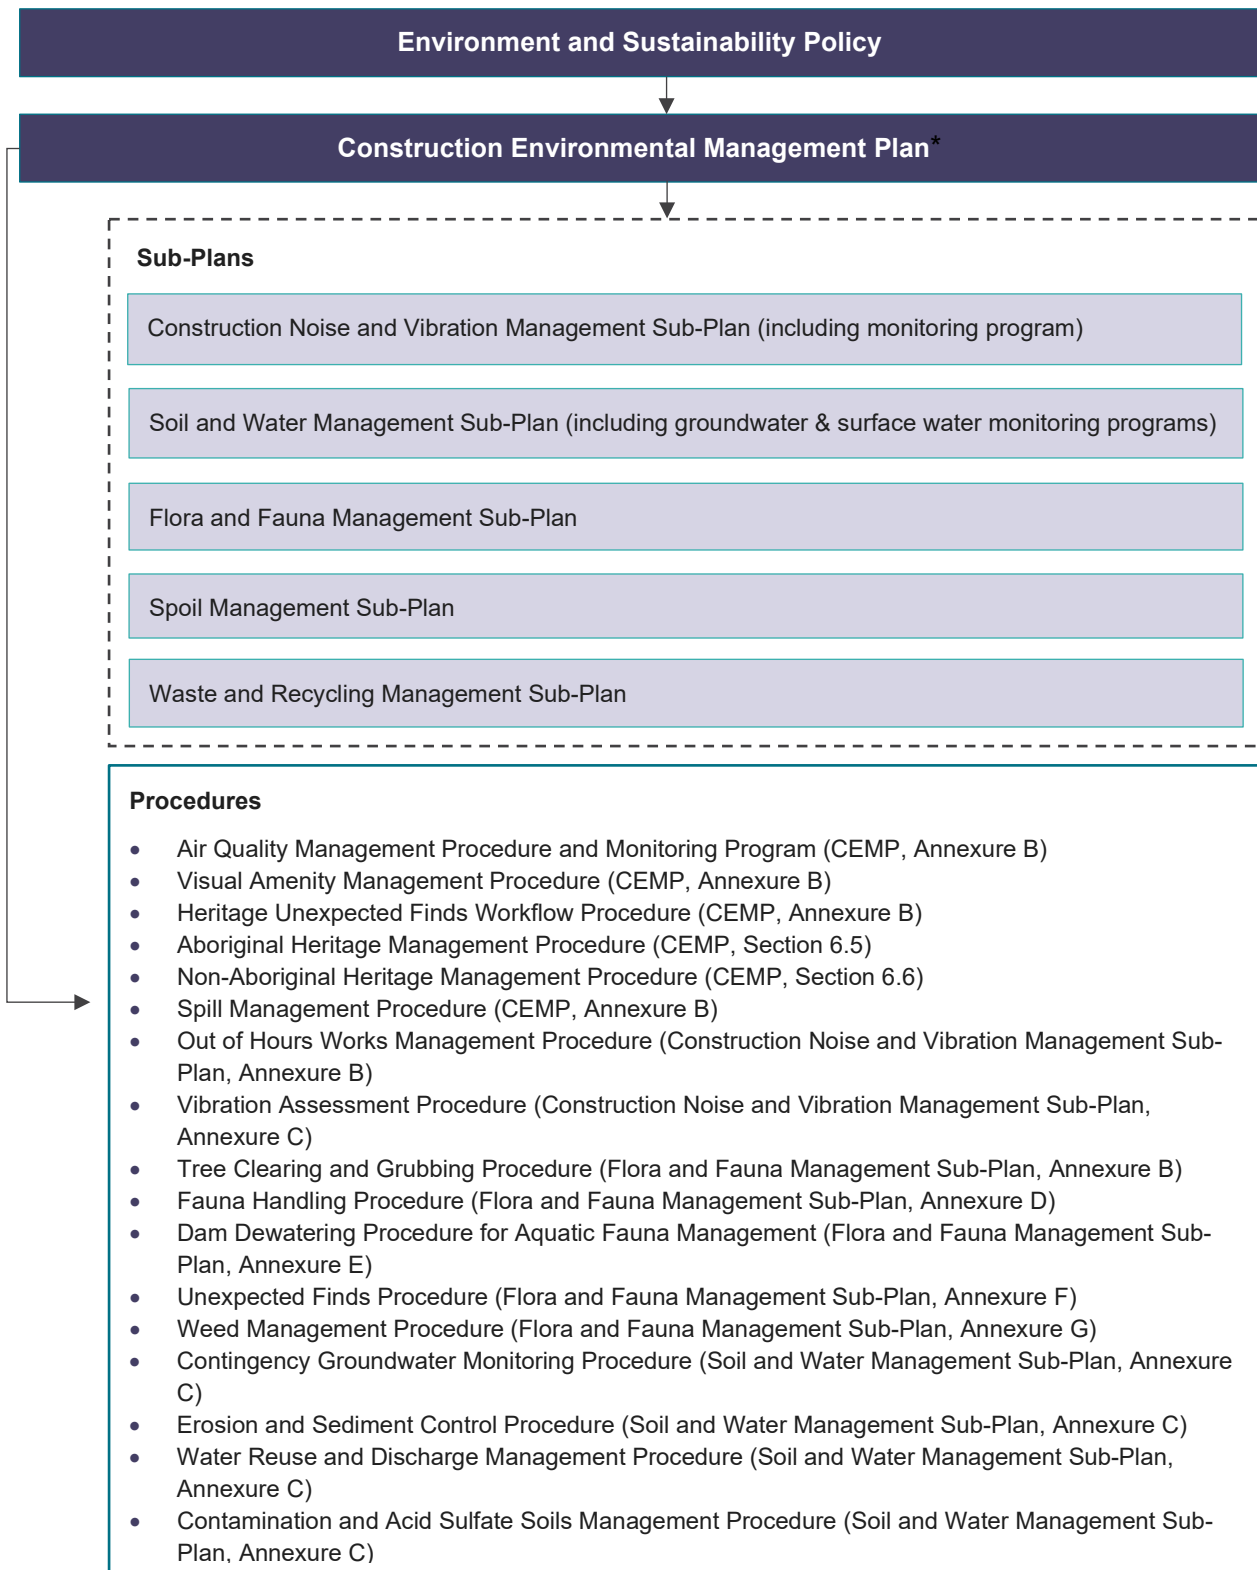 Environment and Sustainability Policy
Construction Environmental Management Plan*
Sub-Plans
Construction Noise and Vibration Management Sub-Plan (including monitoring program)
Soil and Water Management Sub-Plan (including groundwater & surface water monitoring programs)
Flora and Fauna Management Sub-Plan
Spoil Management Sub-Plan
Waste and Recycling Management Sub-Plan
Procedures
• Air Quality Management Procedure and Monitoring Program (CEMP, Annexure B)
• Visual Amenity Management Procedure (CEMP, Annexure B)
• Heritage Unexpected Finds Workflow Procedure (CEMP, Annexure B)
• Aboriginal Heritage Management Procedure (CEMP, Section 6.5)
• Non-Aboriginal Heritage Management Procedure (CEMP, Section 6.6)
• Spill Management Procedure (CEMP, Annexure B)
• Out of Hours Works Management Procedure (Construction Noise and Vibration Management Sub-
Plan, Annexure B)
• Vibration Assessment Procedure (Construction Noise and Vibration Management Sub-Plan,
Annexure C)
• Tree Clearing and Grubbing Procedure (Flora and Fauna Management Sub-Plan, Annexure B)
• Fauna Handling Procedure (Flora and Fauna Management Sub-Plan, Annexure D)
• Dam Dewatering Procedure for Aquatic Fauna Management (Flora and Fauna Management Sub-
Plan, Annexure E)
• Unexpected Finds Procedure (Flora and Fauna Management Sub-Plan, Annexure F)
• Weed Management Procedure (Flora and Fauna Management Sub-Plan, Annexure G)
• Contingency Groundwater Monitoring Procedure (Soil and Water Management Sub-Plan, Annexure
C)
• Erosion and Sediment Control Procedure (Soil and Water Management Sub-Plan, Annexure C)
• Water Reuse and Discharge Management Procedure (Soil and Water Management Sub-Plan,
Annexure C)
• Contamination and Acid Sulfate Soils Management Procedure (Soil and Water Management Sub-
Plan, Annexure C)